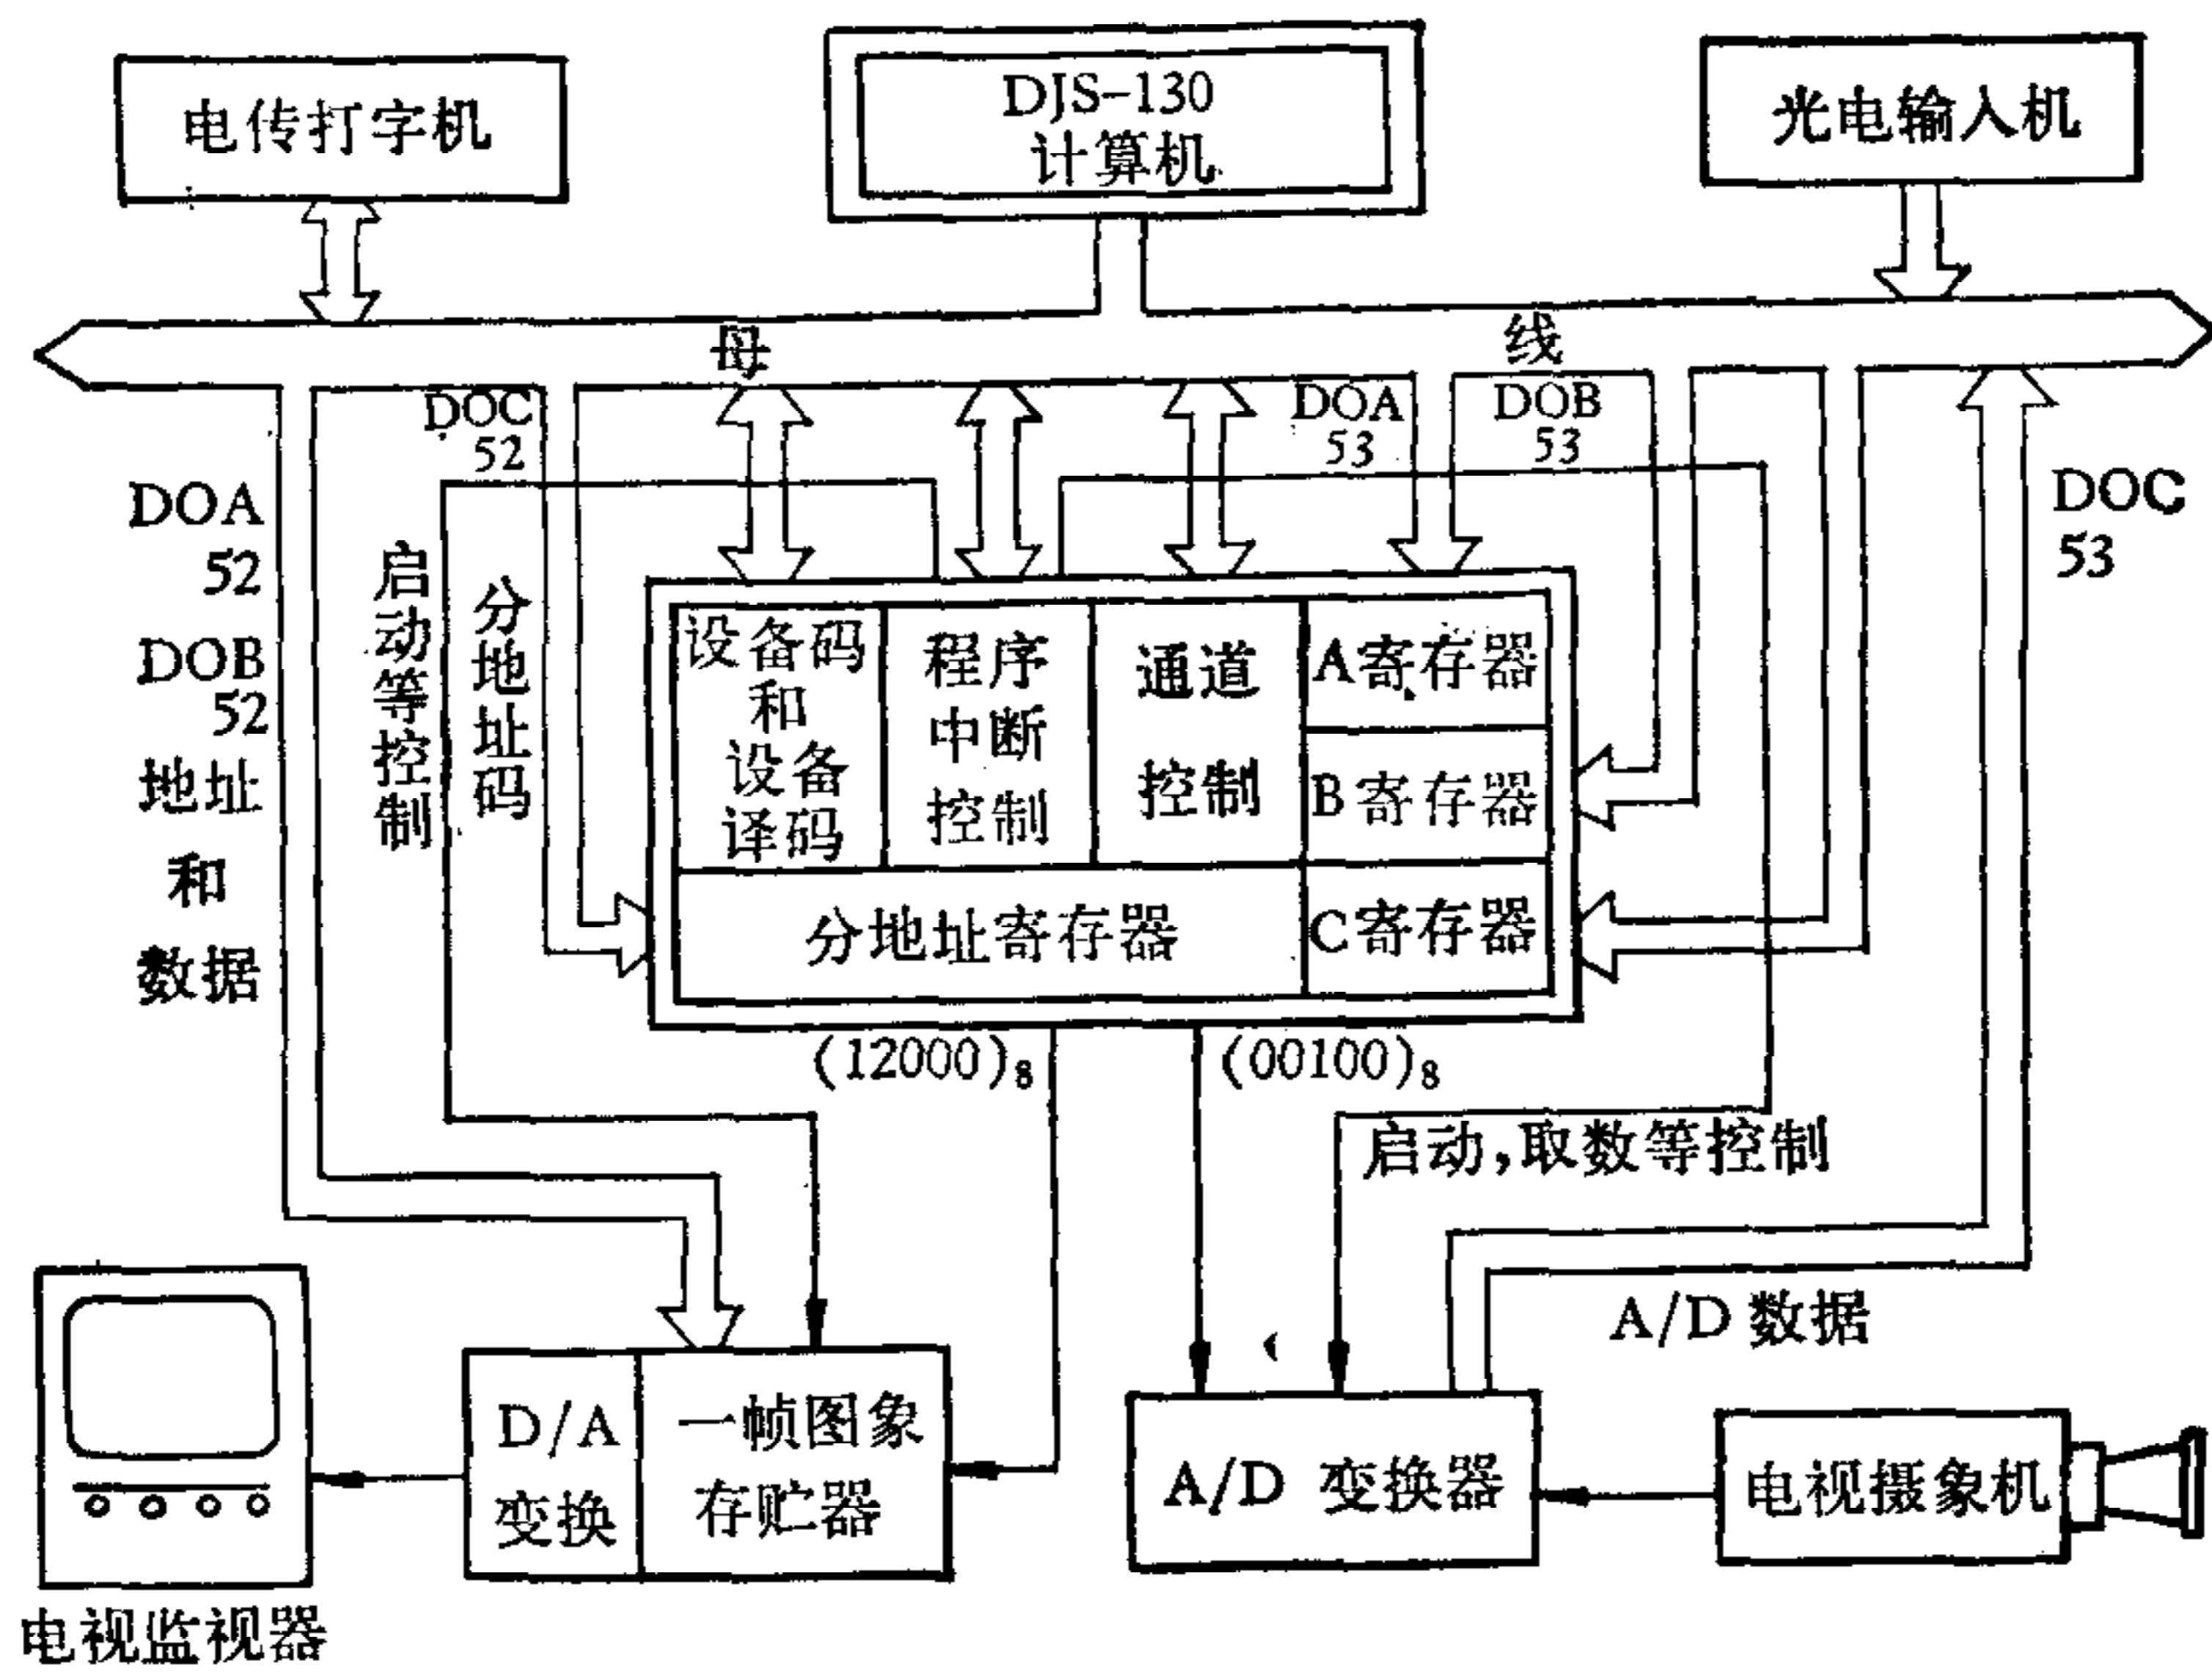 电传打字机
DJS-130
计算机
光电输入机
母线
DOC
52
DOA
53
DOB
53
DOA
52
DOB
52
地址
和
数据
启动等控制
分地址码
DOC
53
设备码
和
设备
译码
程序
中断
控制
通道
控制
A寄存器
B寄存器
C寄存器
分地址寄存器
(12000)₈
(00100)₈
启动,取数等控制
A/D 数据
D/A
变换
一帧图象
存贮器
A/D 变换器
电视摄象机
电视监视器